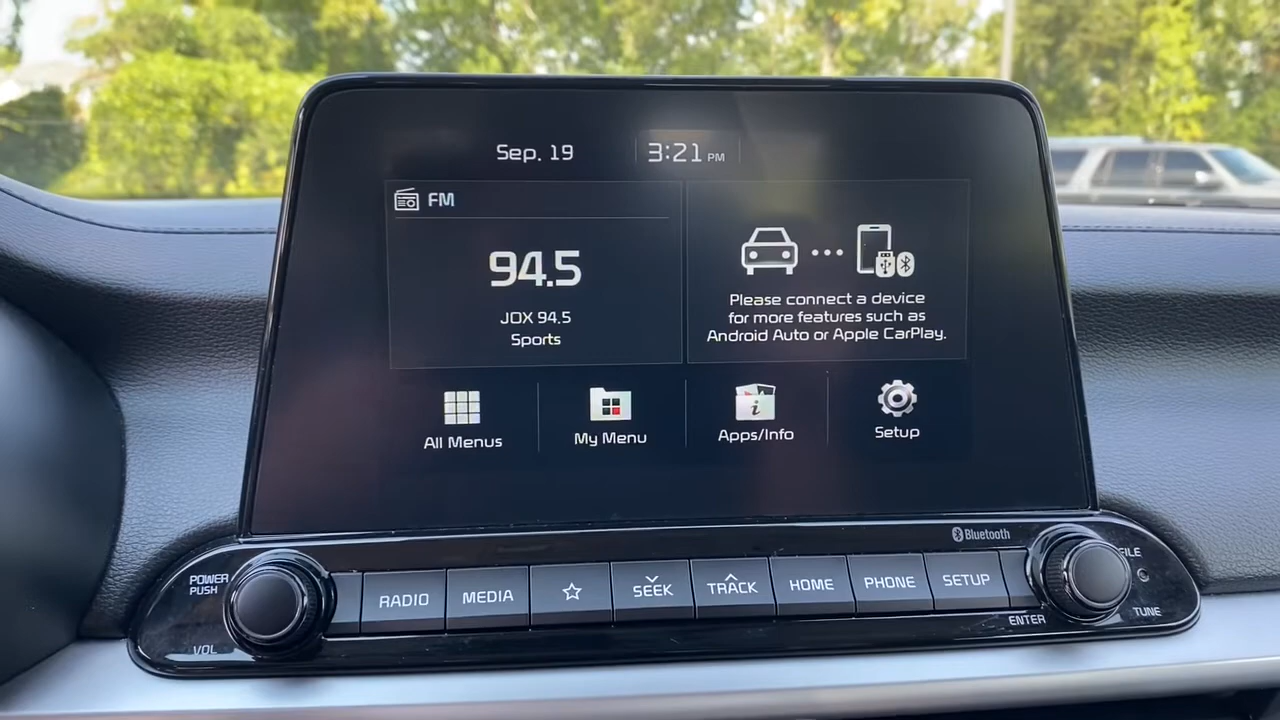 Sep. 19
3:21 PM
FM
94.5
JOX 94.5
Sports
Please connect a device
for more features such as
Android Auto or Apple CarPlay.
All Menus
My Menu
Apps/Info
Setup
Bluetooth
POWER
PUSH
VOL
RADIO
MEDIA
SEEK
TRACK
HOME
PHONE
SETUP
ENTER
TUNE